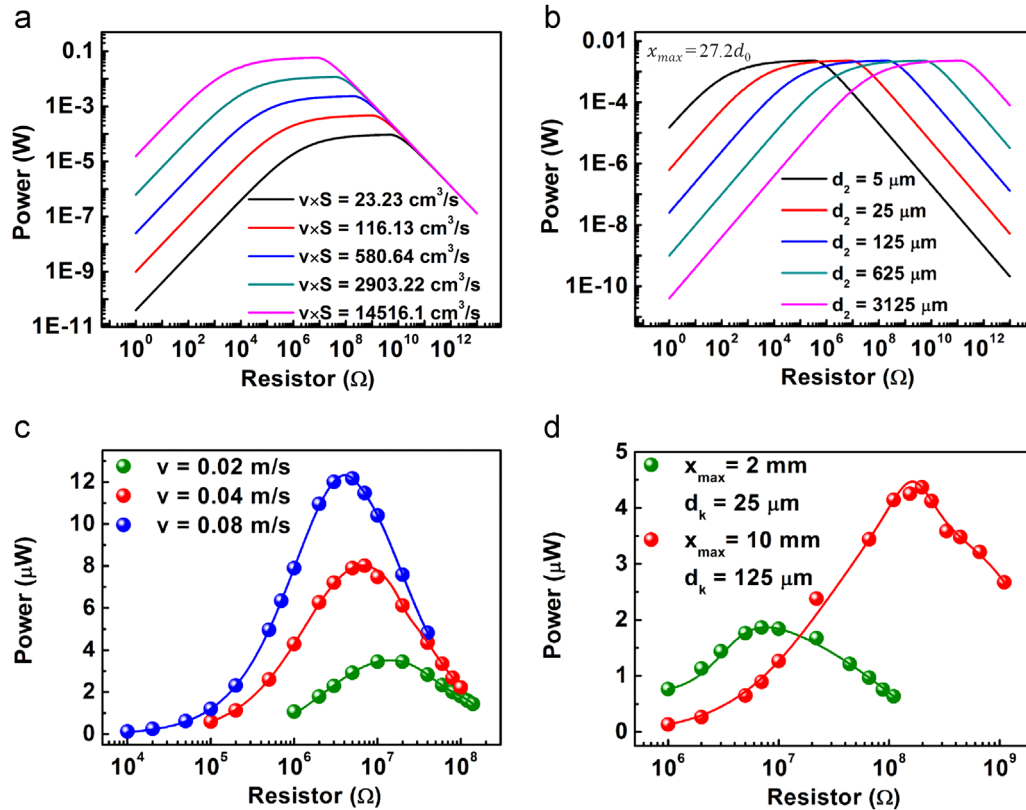 a
0.1
1E-3
1E-5
1E-7
1E-9
1E-11
Power (W)
v×S = 23.23 cm³/s
v×S = 116.13 cm³/s
v×S = 580.64 cm³/s
v×S = 2903.22 cm³/s
v×S = 14516.1 cm³/s
10⁰ 10² 10⁴ 10⁶ 10⁸ 10¹⁰ 10¹²
Resistor (Ω)
b
x_max=27.2d₀
0.01
1E-4
1E-6
1E-8
1E-10
Power (W)
d₂ = 5 μm
d₂ = 25 μm
d₂ = 125 μm
d₂ = 625 μm
d₂ = 3125 μm
10⁰ 10² 10⁴ 10⁶ 10⁸ 10¹⁰ 10¹²
Resistor (Ω)
c
12
10
8
6
4
2
0
Power (μW)
v = 0.02 m/s
v = 0.04 m/s
v = 0.08 m/s
10⁴ 10⁵ 10⁶ 10⁷ 10⁸
Resistor (Ω)
d
5
4
3
2
1
0
Power (μW)
x_max = 2 mm
d_k = 25 μm
x_max = 10 mm
d_k = 125 μm
10⁶ 10⁷ 10⁸ 10⁹
Resistor (Ω)